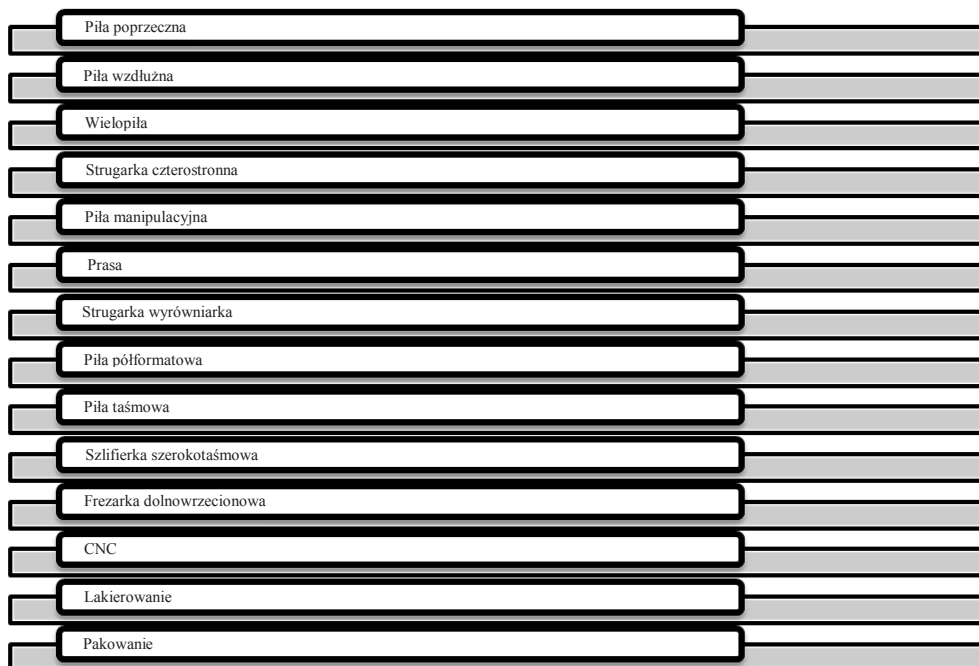 Piła poprzeczna
Piła wzdłużna
Wielopiła
Strugarka czterostronna
Piła manipulacyjna
Prasa
Strugarka wyrówniarka
Piła półformatowa
Piła taśmowa
Szlifierka szerokotaśmowa
Frezarka dolnowrzecionowa
CNC
Lakierowanie
Pakowanie